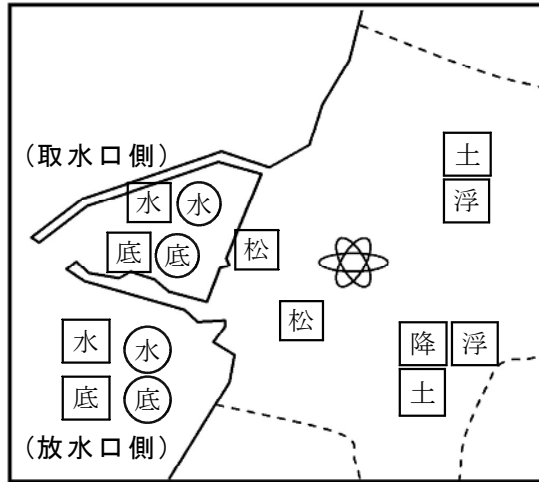 土
(取水口側)
水 水
浮
底 底 松
松
水 水 降 浮
底 底 土
(放水口側)